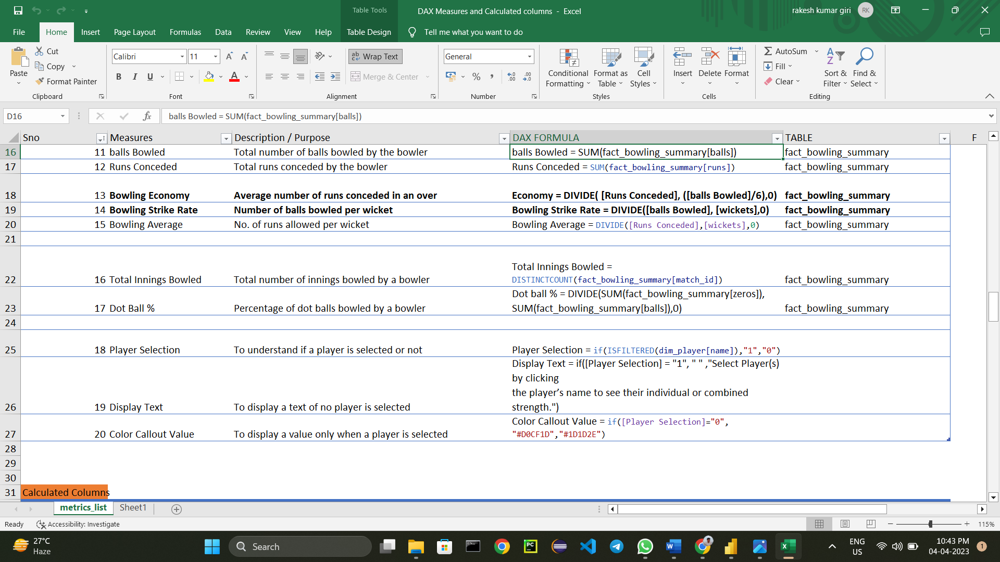 Table Tools
DAX Measures and Calculated columns - Excel
rakesh kumar giri
RK
File
Home
Insert
Page Layout
Formulas
Data
Review
View
Help
Table Design
Tell me what you want to do
Paste
Cut
Copy
Format Painter
Clipboard
Calibri
11
B I U
Font
Wrap Text
Merge & Center
Alignment
General
Number
Conditional Formatting
Format as Table
Cell Styles
Styles
Insert
Delete
Format
Cells
AutoSum
Fill
Clear
Sort & Filter
Find & Select
Editing
D16
fx
balls Bowled = SUM(fact_bowling_summary[balls])
Sno Measures Description / Purpose DAX FORMULA TABLE F
16 11 balls Bowled Total number of balls bowled by the bowler balls Bowled = SUM(fact_bowling_summary[balls]) fact_bowling_summary
17 12 Runs Conceded Total runs conceded by the bowler Runs Conceded = SUM(fact_bowling_summary[runs]) fact_bowling_summary
18 13 Bowling Economy Average number of runs conceded in an over Economy = DIVIDE( [Runs Conceded], ([balls Bowled]/6),0) fact_bowling_summary
19 14 Bowling Strike Rate Number of balls bowled per wicket Bowling Strike Rate = DIVIDE([balls Bowled], [wickets],0) fact_bowling_summary
20 15 Bowling Average No. of runs allowed per wicket Bowling Average = DIVIDE([Runs Conceded],[wickets],0) fact_bowling_summary
21
Total Innings Bowled =
22 16 Total Innings Bowled Total number of innings bowled by a bowler DISTINCTCOUNT(fact_bowling_summary[match_id]) fact_bowling_summary
Dot ball % = DIVIDE(SUM(fact_bowling_summary[zeros]),
23 17 Dot Ball % Percentage of dot balls bowled by a bowler SUM(fact_bowling_summary[balls]),0) fact_bowling_summary
24
25 18 Player Selection To understand if a player is selected or not Player Selection = if(ISFILTERED(dim_player[name]),"1","0")
Display Text = if([Player Selection] = "1", " " ,"Select Player(s)
by clicking
the player’s name to see their individual or combined
26 19 Display Text To display a text of no player is selected strength.")
Color Callout Value = if([Player Selection]="0",
27 20 Color Callout Value To display a value only when a player is selected "#D0CF1D","#1D1D2E")
28
29
30
31 Calculated Columns
metrics_list
Sheet1
Ready
Accessibility: Investigate
115%
27°C
Haze
Search
ENG
US
10:43 PM
04-04-2023
1